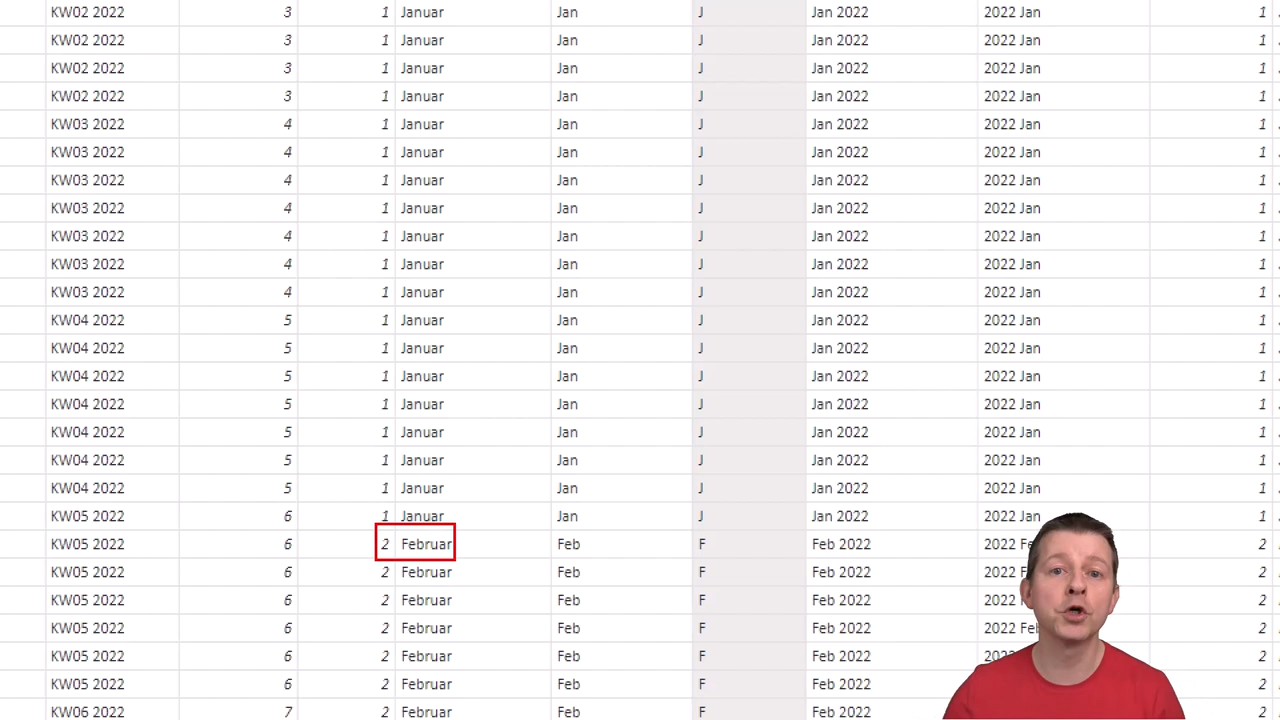 KW02 2022 3 1 Januar Jan J Jan 2022 2022 Jan 1
KW02 2022 3 1 Januar Jan J Jan 2022 2022 Jan 1
KW02 2022 3 1 Januar Jan J Jan 2022 2022 Jan 1
KW02 2022 3 1 Januar Jan J Jan 2022 2022 Jan 1
KW03 2022 4 1 Januar Jan J Jan 2022 2022 Jan 1
KW03 2022 4 1 Januar Jan J Jan 2022 2022 Jan 1
KW03 2022 4 1 Januar Jan J Jan 2022 2022 Jan 1
KW03 2022 4 1 Januar Jan J Jan 2022 2022 Jan 1
KW03 2022 4 1 Januar Jan J Jan 2022 2022 Jan 1
KW03 2022 4 1 Januar Jan J Jan 2022 2022 Jan 1
KW03 2022 4 1 Januar Jan J Jan 2022 2022 Jan 1
KW04 2022 5 1 Januar Jan J Jan 2022 2022 Jan 1
KW04 2022 5 1 Januar Jan J Jan 2022 2022 Jan 1
KW04 2022 5 1 Januar Jan J Jan 2022 2022 Jan 1
KW04 2022 5 1 Januar Jan J Jan 2022 2022 Jan 1
KW04 2022 5 1 Januar Jan J Jan 2022 2022 Jan 1
KW04 2022 5 1 Januar Jan J Jan 2022 2022 Jan 1
KW04 2022 5 1 Januar Jan J Jan 2022 2022 Jan 1
KW05 2022 6 1 Januar Jan J Jan 2022 2022 Jan 1
KW05 2022 6 2 Februar Feb F Feb 2022 2022 2
KW05 2022 6 2 Februar Feb F Feb 2022 2022 2
KW05 2022 6 2 Februar Feb F Feb 2022 2022 2
KW05 2022 6 2 Februar Feb F Feb 2022 2022 2
KW05 2022 6 2 Februar Feb F Feb 2022 2
KW05 2022 6 2 Februar Feb F Feb 2022 2
KW06 2022 7 2 Februar Feb F Feb 2022 2